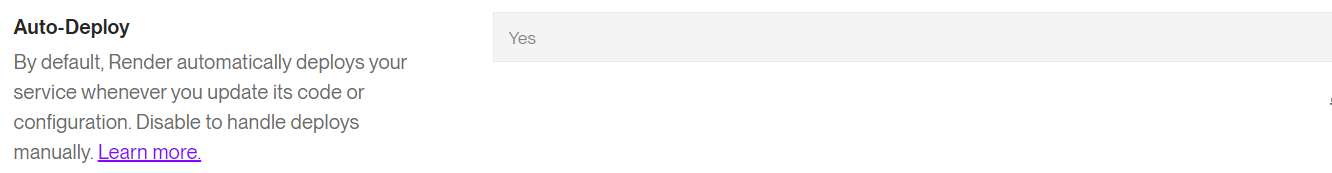 Auto-Deploy
Yes
By default, Render automatically deploys your
service whenever you update its code or
configuration. Disable to handle deploys
manually. Learn more.